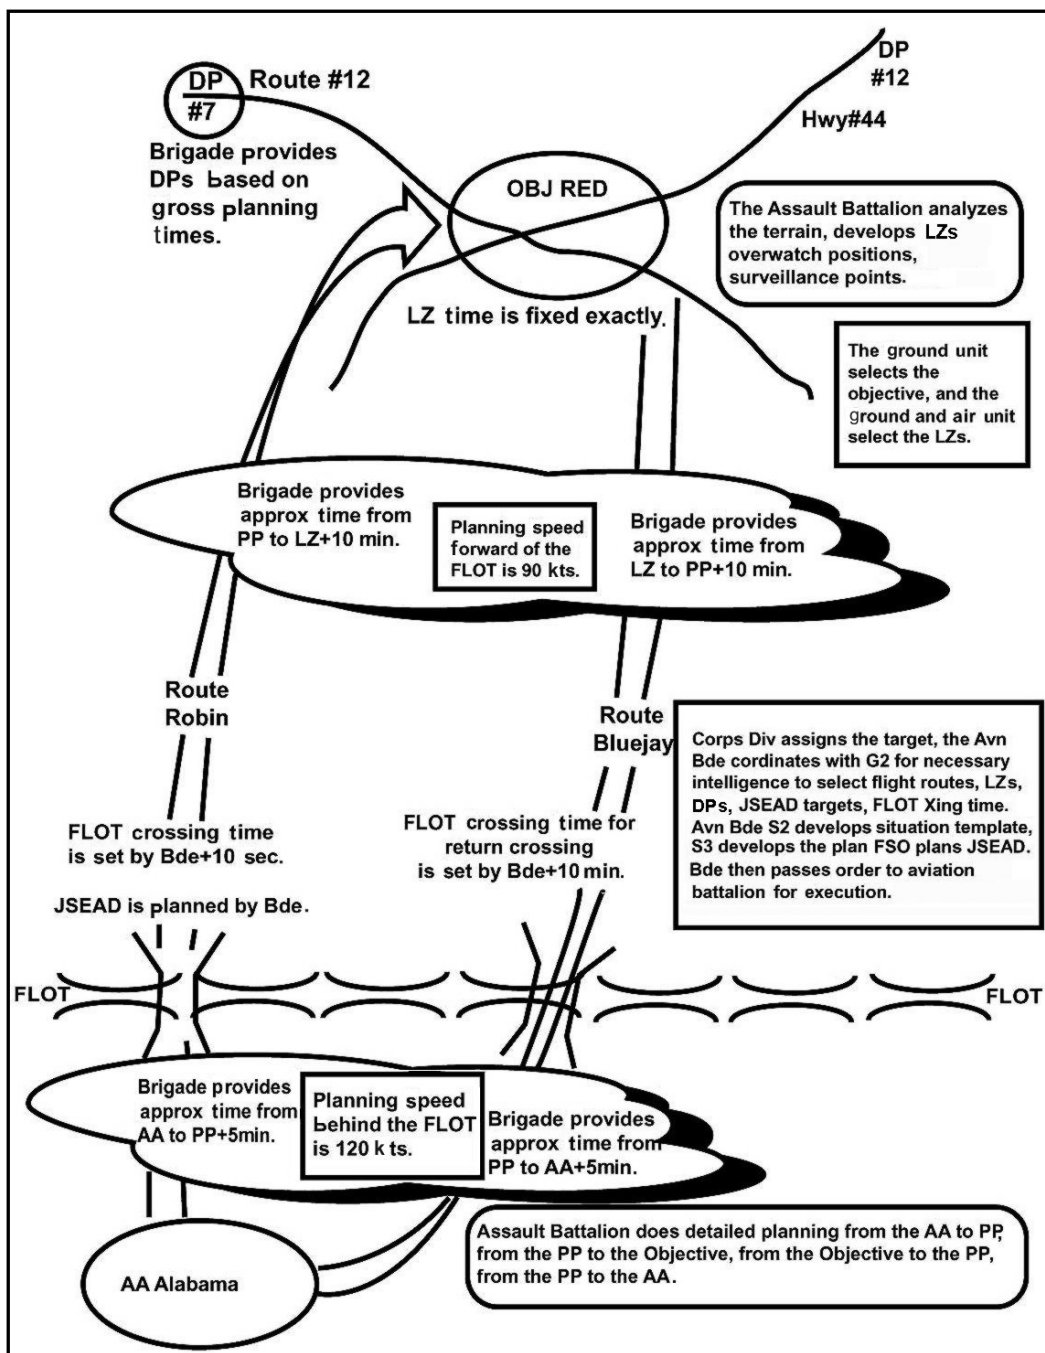 DP
#7
Route #12
DP
#12
Hwy#44
Brigade provides
DPs based on
gross planning
times.
OBJ RED
The Assault Battalion analyzes
the terrain, develops LZs
overwatch positions,
surveillance points.
LZ time is fixed exactly.
The ground unit
selects the
objective, and the
ground and air unit
select the LZs.
Brigade provides
approx time from
PP to LZ+10 min.
Planning speed
forward of the
FLOT is 90 kts.
Brigade provides
approx time from
LZ to PP+10 min.
Route
Robin
Route
Bluejay
Corps Div assigns the target, the Avn
Bde cordinates with G2 for necessary
intelligence to select flight routes, LZs,
DPs, JSEAD targets, FLOT Xing time.
Avn Bde S2 develops situation template,
S3 develops the plan FSO plans JSEAD.
Bde then passes order to aviation
battalion for execution.
FLOT crossing time
is set by Bde+10 sec.
FLOT crossing time for
return crossing
is set by Bde+10 min.
JSEAD is planned by Bde.
FLOT
FLOT
Brigade provides
approx time from
AA to PP+5min.
Planning speed
behind the FLOT
is 120 kts.
Brigade provides
approx time from
PP to AA+5min.
Assault Battalion does detailed planning from the AA to PP,
from the PP to the Objective, from the Objective to the PP,
from the PP to the AA.
AA Alabama